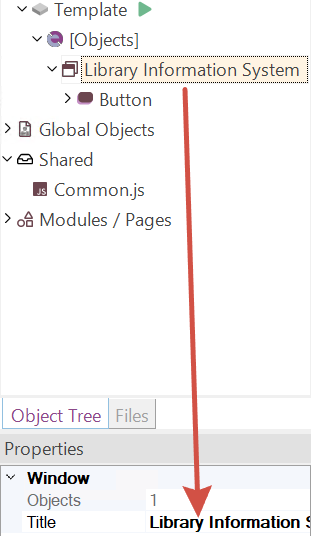 Template
[Objects]
Library Information System
Button
Global Objects
Shared
JS Common.js
Modules / Pages
Object Tree Files
Properties
Window
Objects 1
Title Library Information S